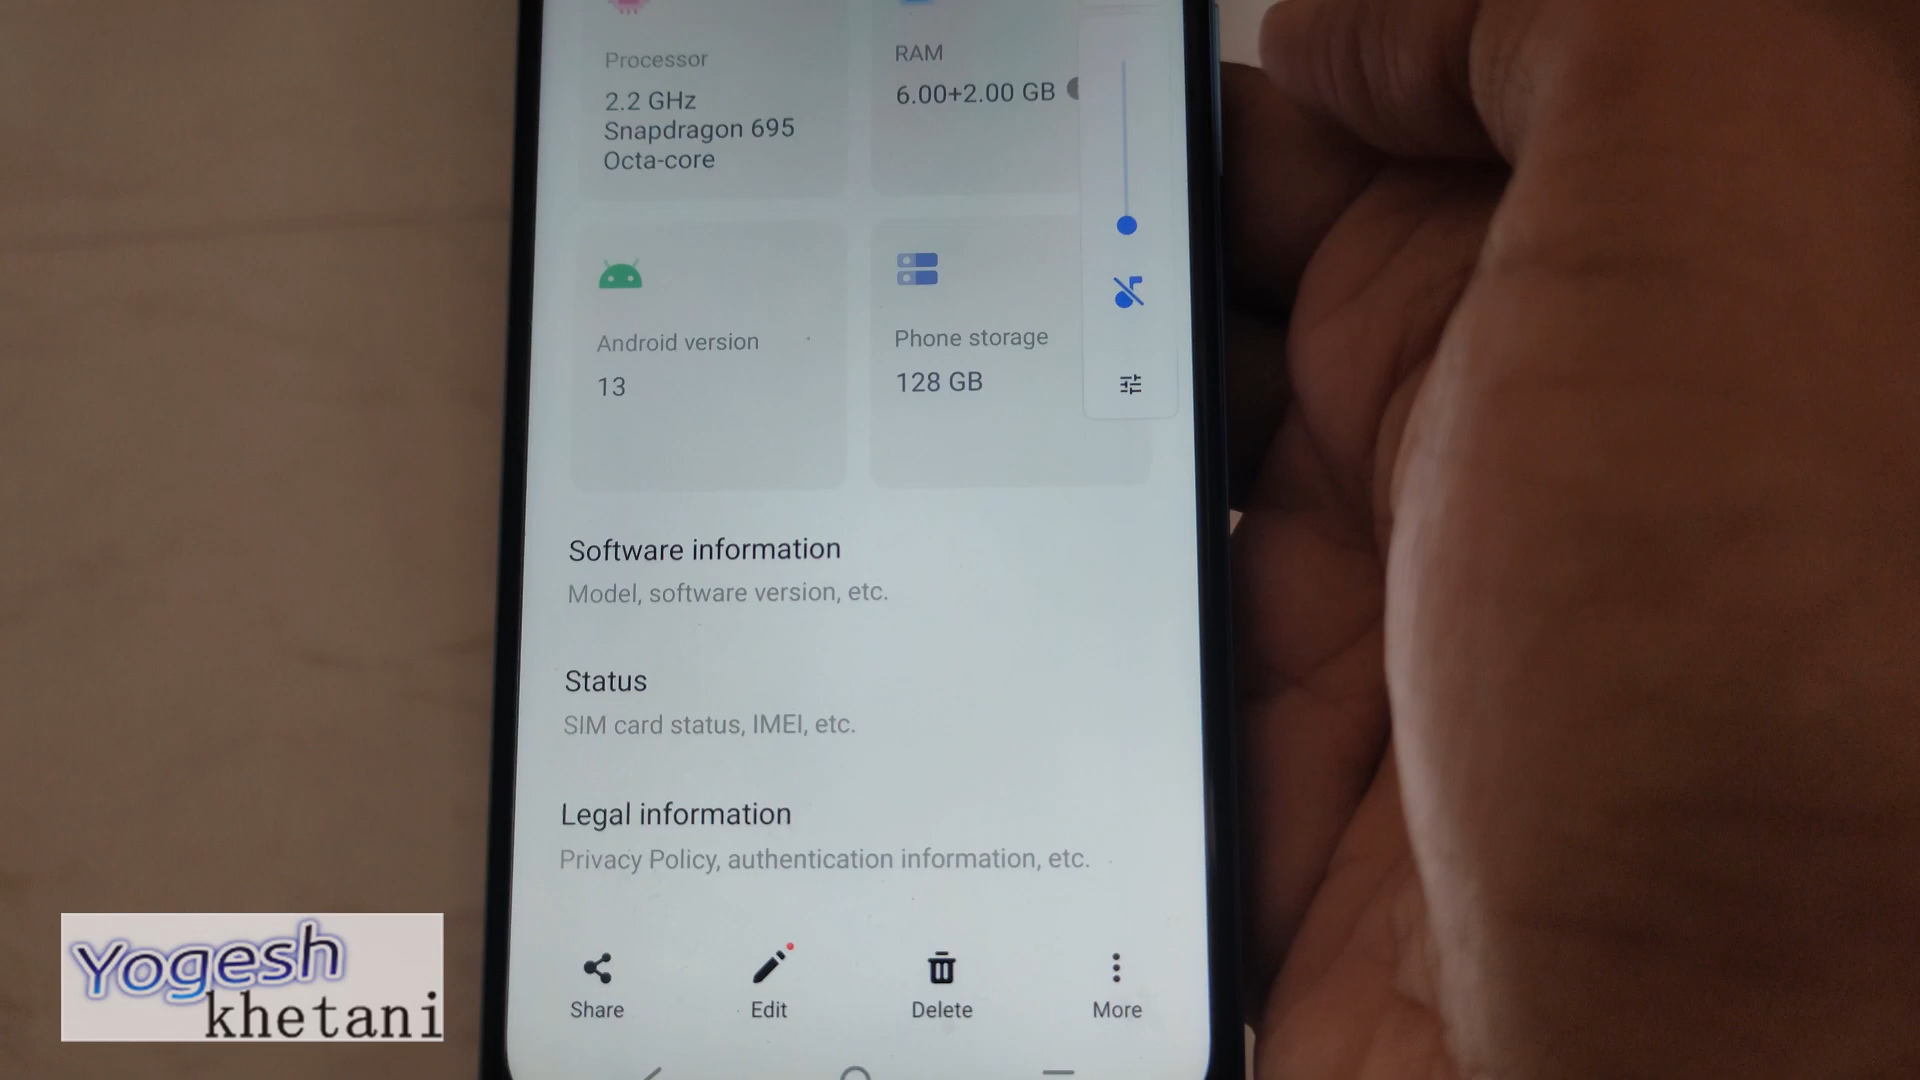 Processor
2.2 GHz
Snapdragon 695
Octa-core
RAM
6.00+2.00 GB
Android version
13
Phone storage
128 GB
Software information
Model, software version, etc.
Status
SIM card status, IMEI, etc.
Legal information
Privacy Policy, authentication information, etc.
Share
Edit
Delete
More
Yogesh
khetani